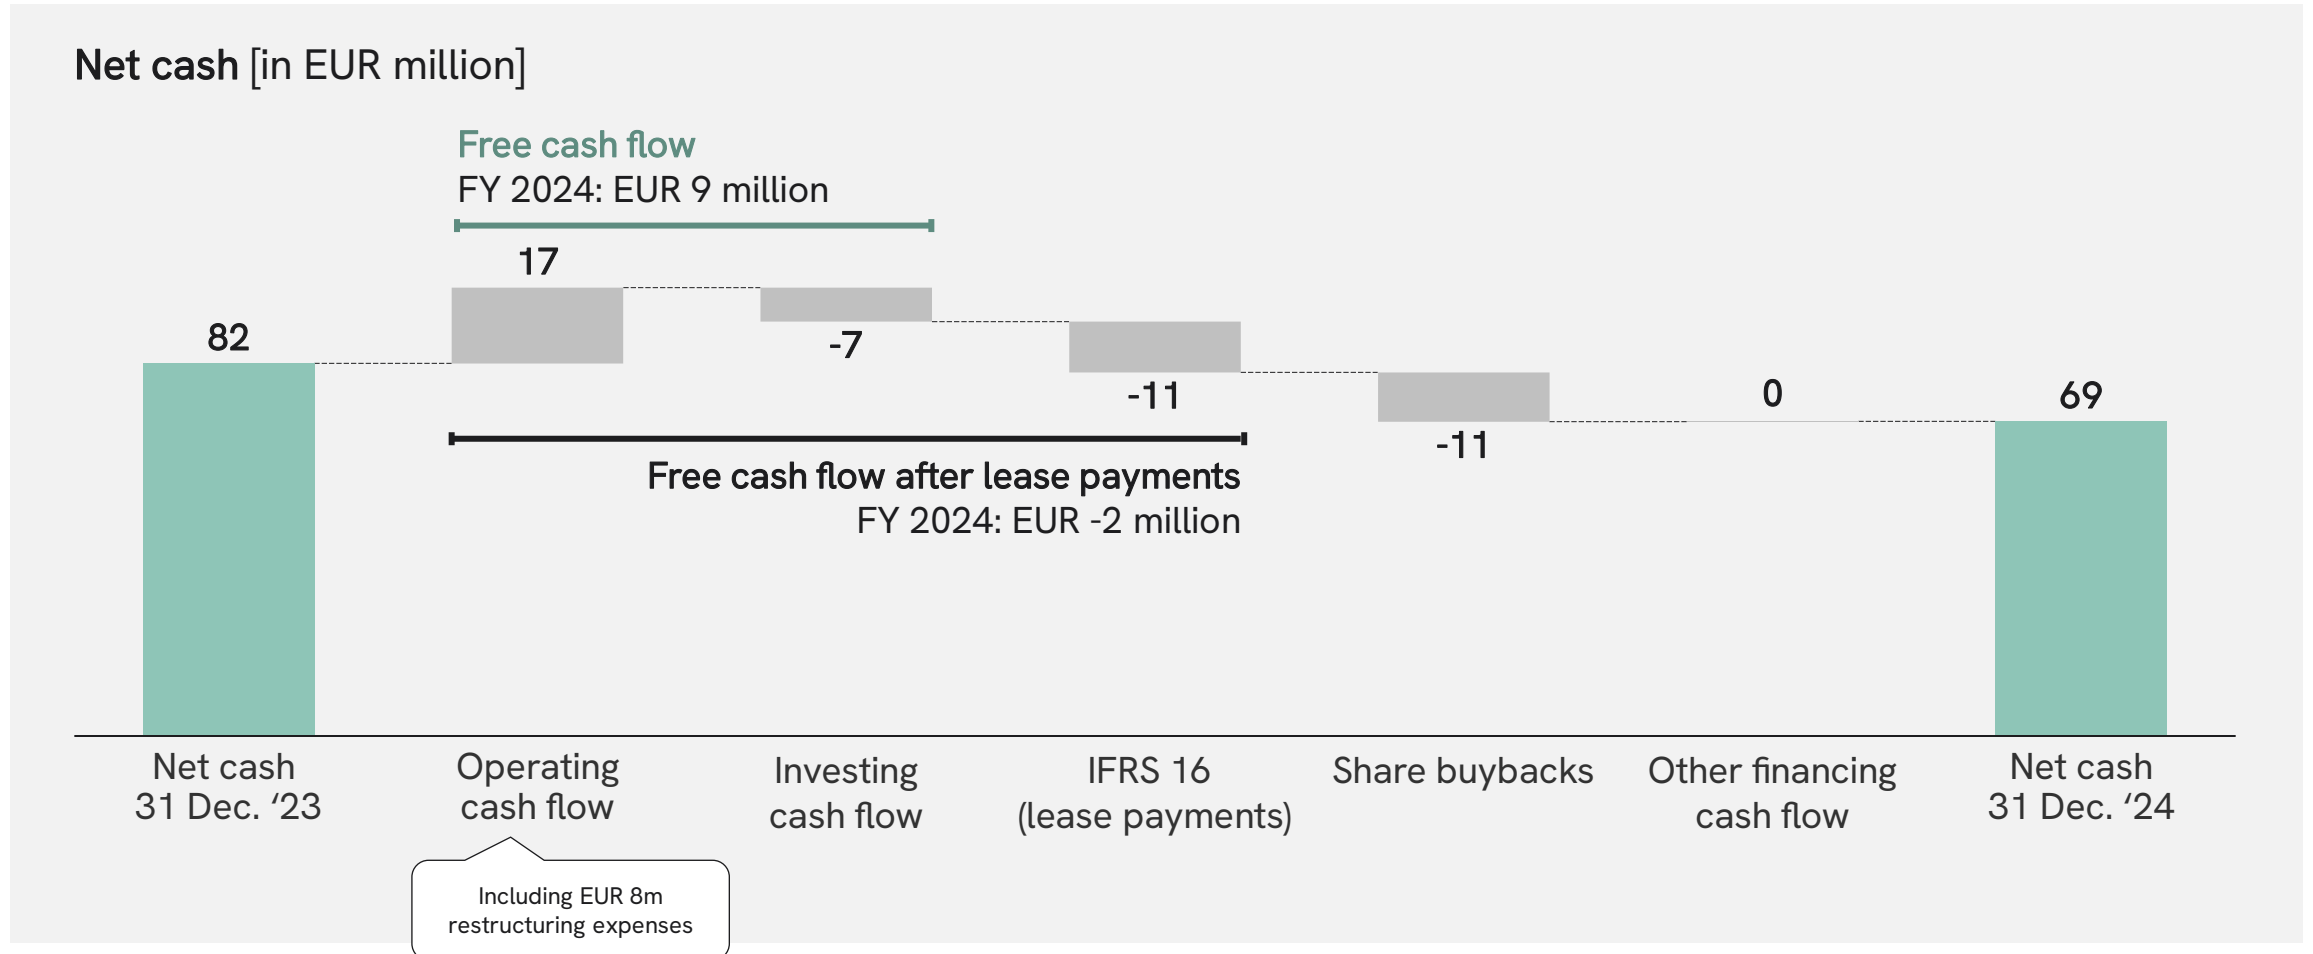 Net cash [in EUR million]
Free cash flow
FY 2024: EUR 9 million
17
82
-7
-11
-11
0
69
Free cash flow after lease payments
FY 2024: EUR -2 million
Net cash
31 Dec. ‘23
Operating
cash flow
Investing
cash flow
IFRS 16
(lease payments)
Share buybacks
Other financing
cash flow
Net cash
31 Dec. ‘24
Including EUR 8m
restructuring expenses